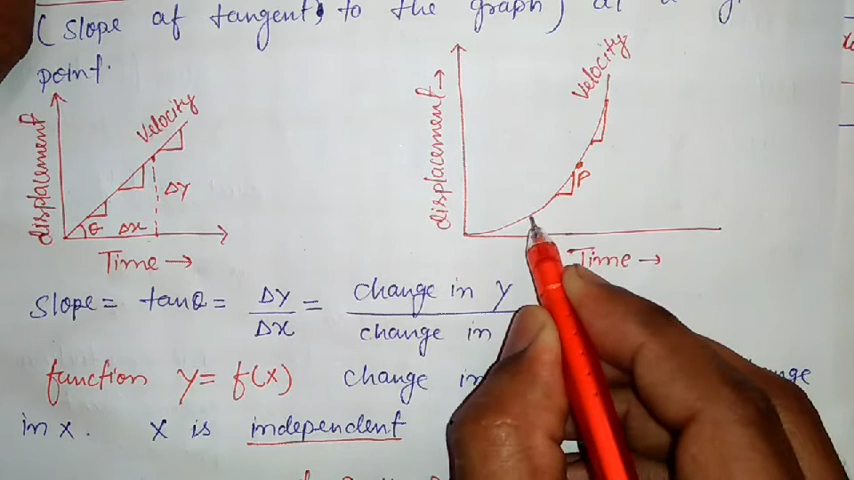 (slope of tangent, to the graph) at
point.
displacement
Velocity
θ
Δx
Δy
Time →
displacement →
Velocity
P
Time →
Slope = tanθ = Δy/Δx = change in y / change in
function y = f(x) change in
in x. x is independent